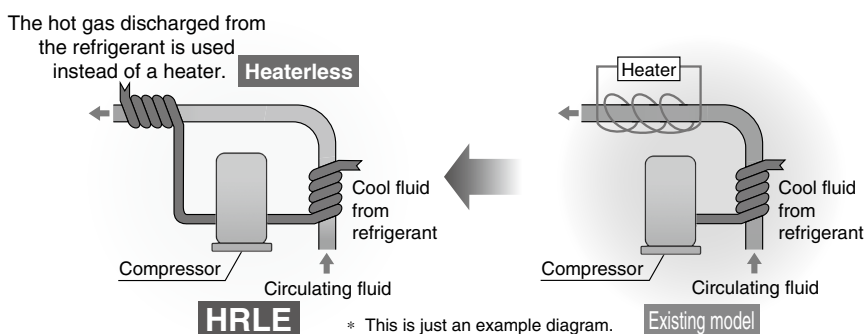 The hot gas discharged from
the refrigerant is used
instead of a heater.
Heaterless
Cool fluid
from
refrigerant
Compressor
Circulating fluid
HRLE
* This is just an example diagram.
Heater
Cool fluid
from
refrigerant
Compressor
Circulating fluid
Existing model